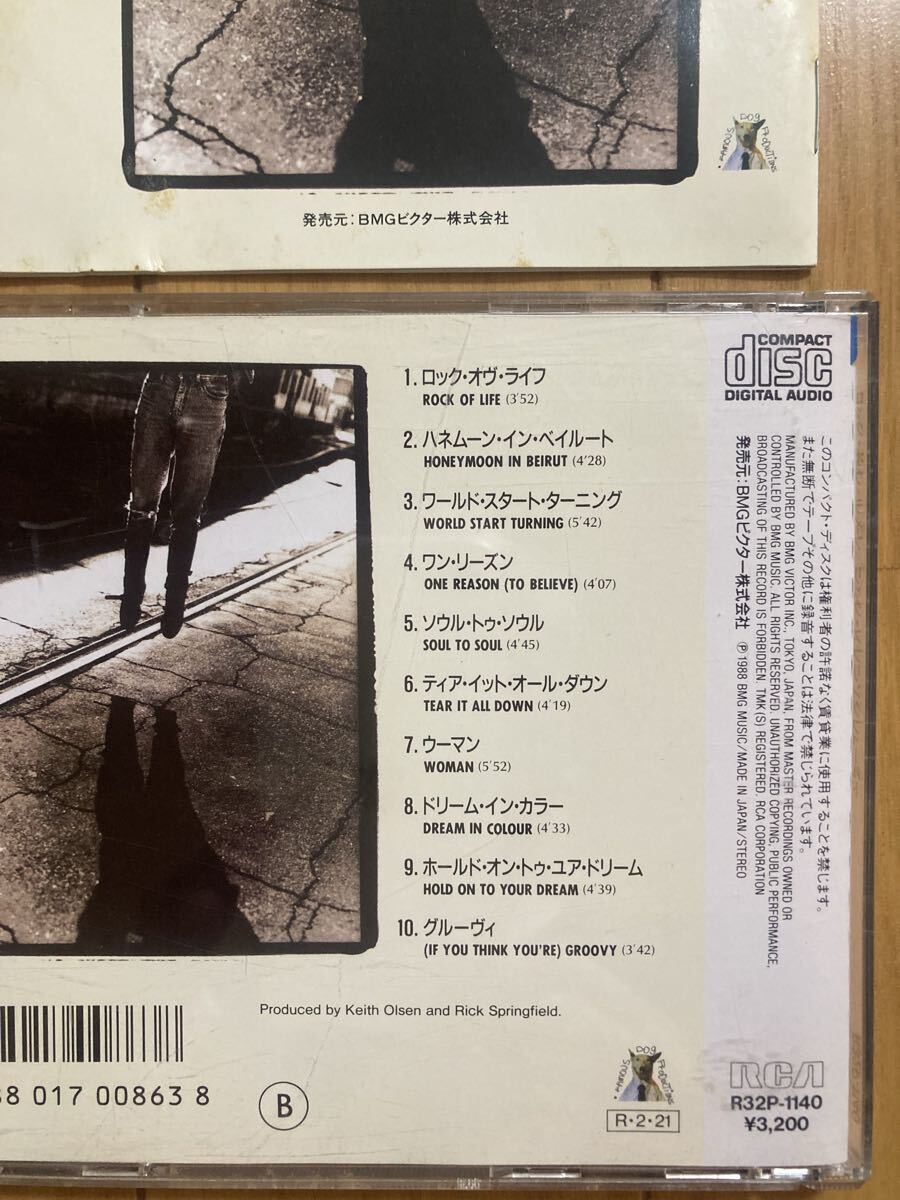 FAMOUS DOG PRODUCTIONS
発売元:BMGビクター株式会社
1. ロック・オヴ・ライフ
ROCK OF LIFE (3′52)
2. ハネムーン・イン・ベイルート
HONEYMOON IN BEIRUT (4′28)
3. ワールド・スタート・ターニング
WORLD START TURNING (5′42)
4. ワン・リーズン
ONE REASON (TO BELIEVE) (4′07)
5. ソウル・トゥ・ソウル
SOUL TO SOUL (4′45)
6. ティア・イット・オール・ダウン
TEAR IT ALL DOWN (4′19)
7. ウーマン
WOMAN (5′52)
8. ドリーム・イン・カラー
DREAM IN COLOUR (4′33)
9. ホールド・オン・トゥ・ユア・ドリーム
HOLD ON TO YOUR DREAM (4′39)
10. グルーヴィ
(IF YOU THINK YOU'RE) GROOVY (3′42)
Produced by Keith Olsen and Rick Springfield.
8 017 00863 8
B
FAMOUS DOG PRODUCTIONS
R・2・21
COMPACT
disc
DIGITAL AUDIO
このコンパクト・ディスクは権利者の許諾なく賃貸業に使用することを禁じます。
また無断でテープその他に録音することは法律で禁じられています。
MANUFACTURED BY BMG VICTOR INC., TOKYO, JAPAN. FROM MASTER RECORDINGS OWNED OR
CONTROLLED BY BMG MUSIC. ALL RIGHTS RESERVED. UNAUTHORIZED COPYING, PUBLIC PERFORMANCE,
BROADCASTING OF THIS RECORD IS FORBIDDEN. TMK(S) REGISTERED. RCA CORPORATION
発売元:BMGビクター株式会社 ℗1988 BMG MUSIC/MADE IN JAPAN/STEREO
RCA
R32P-1140
¥3,200